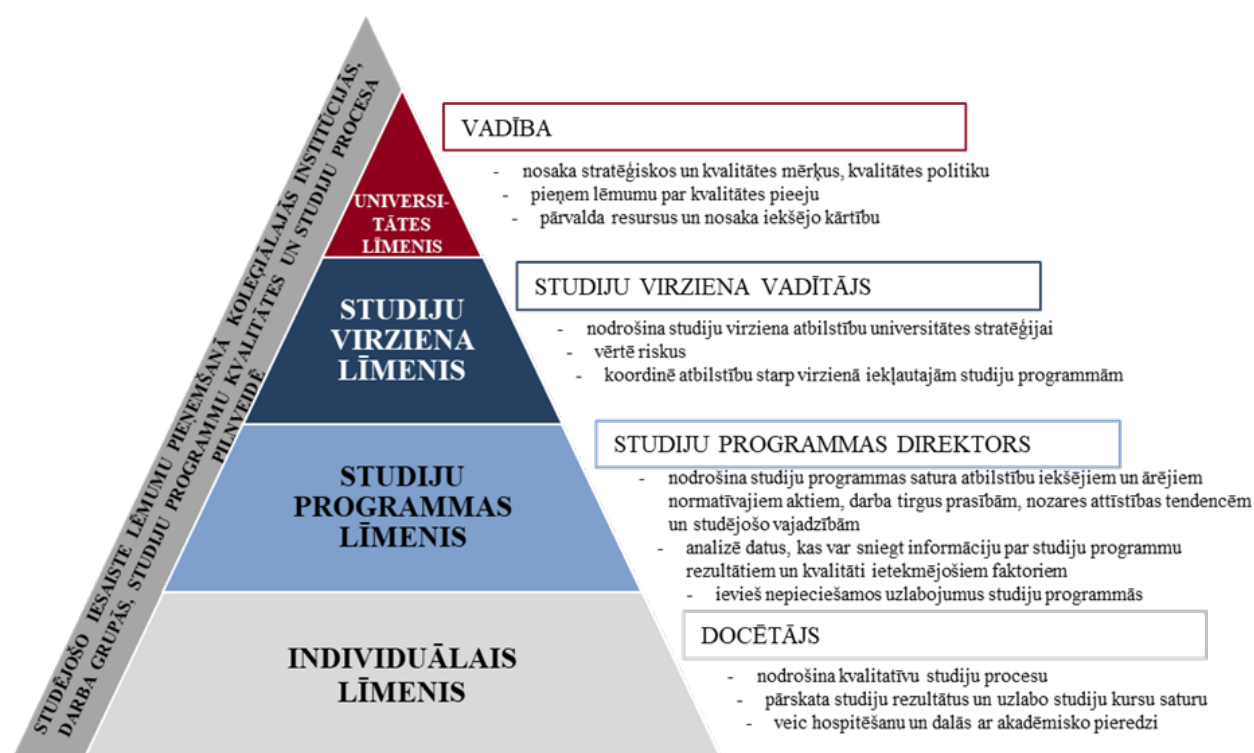 STUDĒJOŠO IESAISTE LĒMUMU PIEŅEMŠANĀ KOLEĢIĀLAJĀS INSTITŪCIJĀS,
DARBA GRUPĀS, STUDIJU PROGRAMMU KVALITĀTES UN STUDIJU PROCESA
PILNVEIDĒ
UNIVERSI-
TĀTES
LĪMENIS
VADĪBA
- nosaka stratēģiskos un kvalitātes mērķus, kvalitātes politiku
- pieņem lēmumu par kvalitātes pieeju
- pārvalda resursus un nosaka iekšējo kārtību
STUDIJU
VIRZIENA
LĪMENIS
STUDIJU VIRZIENA VADĪTĀJS
- nodrošina studiju virziena atbilstību universitātes stratēģijai
- vērtē riskus
- koordinē atbilstību starp virzienā iekļautajām studiju programmām
STUDIJU
PROGRAMMAS
LĪMENIS
STUDIJU PROGRAMMAS DIREKTORS
- nodrošina studiju programmas satura atbilstību iekšējiem un ārējiem
normatīvajiem aktiem, darba tirgus prasībām, nozares attīstības tendencēm
un studējošo vajadzībām
- analizē datus, kas var sniegt informāciju par studiju programmu
rezultātiem un kvalitāti ietekmējošiem faktoriem
- ievieš nepieciešamos uzlabojumus studiju programmās
INDIVIDUĀLAIS
LĪMENIS
DOCĒTĀJS
- nodrošina kvalitatīvu studiju procesu
- pārskata studiju rezultātus un uzlabo studiju kursu saturu
- veic hospitēšanu un dalās ar akadēmisko pieredzi